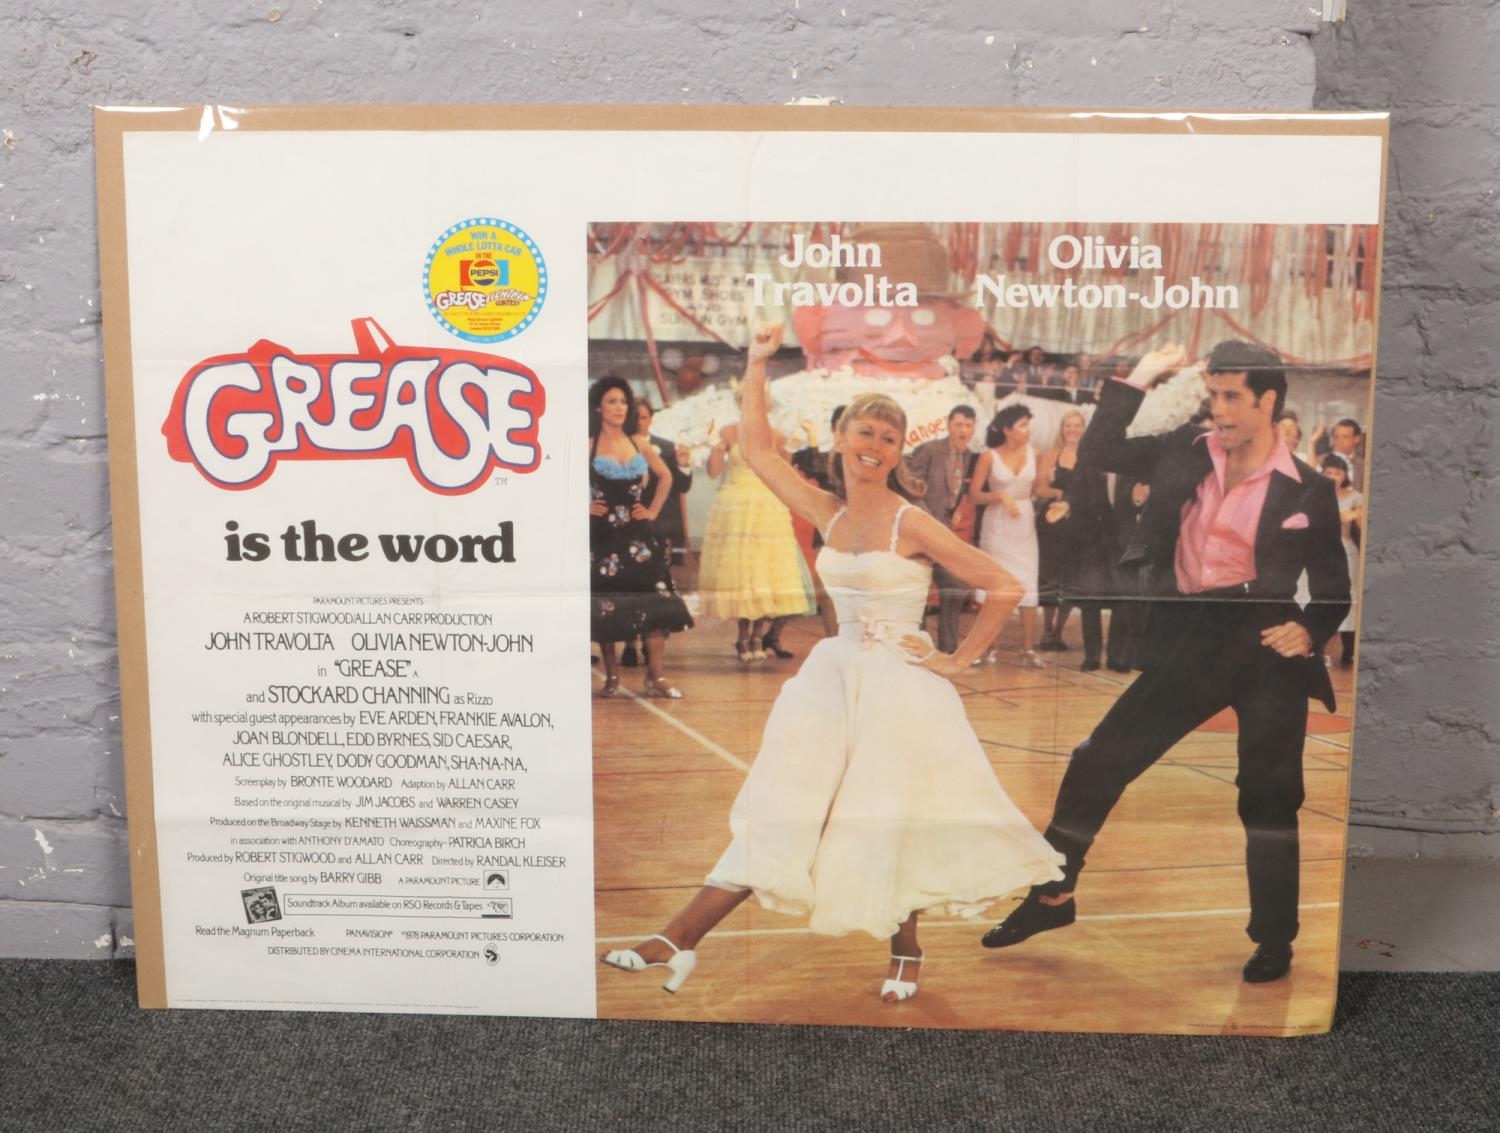 WIN A
WHOLE LOTTA CAR
IN THE
PEPSI
GREASE LIGHTNIN'
CONTEST
John
Travolta
Olivia
Newton-John
GREASE
A
TM
is the word
PARAMOUNT PICTURES PRESENTS
A ROBERT STIGWOOD/ALLAN CARR PRODUCTION
JOHN TRAVOLTA OLIVIA NEWTON-JOHN
in "GREASE" A
and STOCKARD CHANNING as Rizzo
with special guest appearances by EVE ARDEN, FRANKIE AVALON,
JOAN BLONDELL, EDD BYRNES, SID CAESAR,
ALICE GHOSTLEY, DODY GOODMAN, SHA-NA-NA,
Screenplay by BRONTE WOODARD Adaption by ALLAN CARR
Based on the original musical by JIM JACOBS and WARREN CASEY
Produced on the Broadway Stage by KENNETH WAISSMAN and MAXINE FOX
in association with ANTHONY D'AMATO Choreography-PATRICIA BIRCH
Produced by ROBERT STIGWOOD and ALLAN CARR Directed by RANDAL KLEISER
Original title song by BARRY GIBB A PARAMOUNT PICTURE
Soundtrack Album available on RSO Records & Tapes
Read the Magnum Paperback PANAVISION® ©1978 PARAMOUNT PICTURES CORPORATION
DISTRIBUTED BY CINEMA INTERNATIONAL CORPORATION